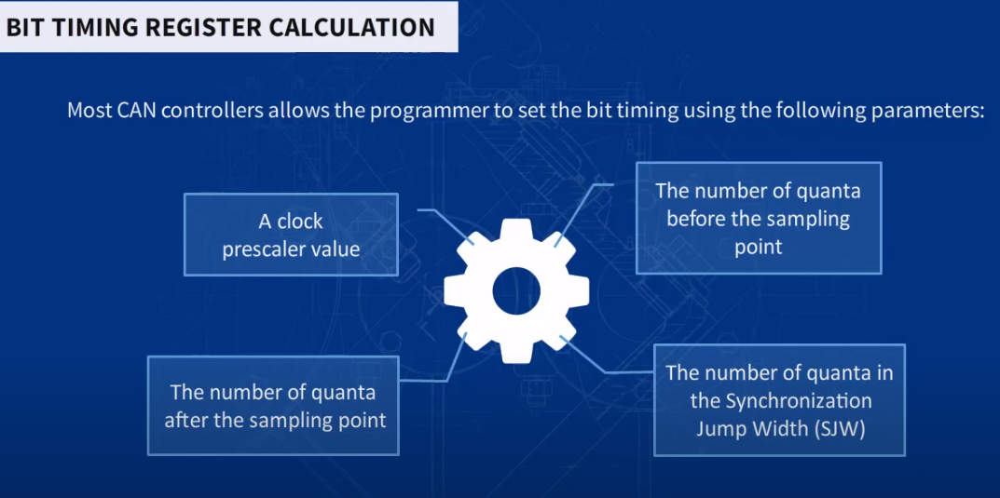 BIT TIMING REGISTER CALCULATION
Most CAN controllers allows the programmer to set the bit timing using the following parameters:
A clock
prescaler value
The number of quanta
before the sampling
point
The number of quanta
after the sampling point
The number of quanta in
the Synchronization
Jump Width (SJW)